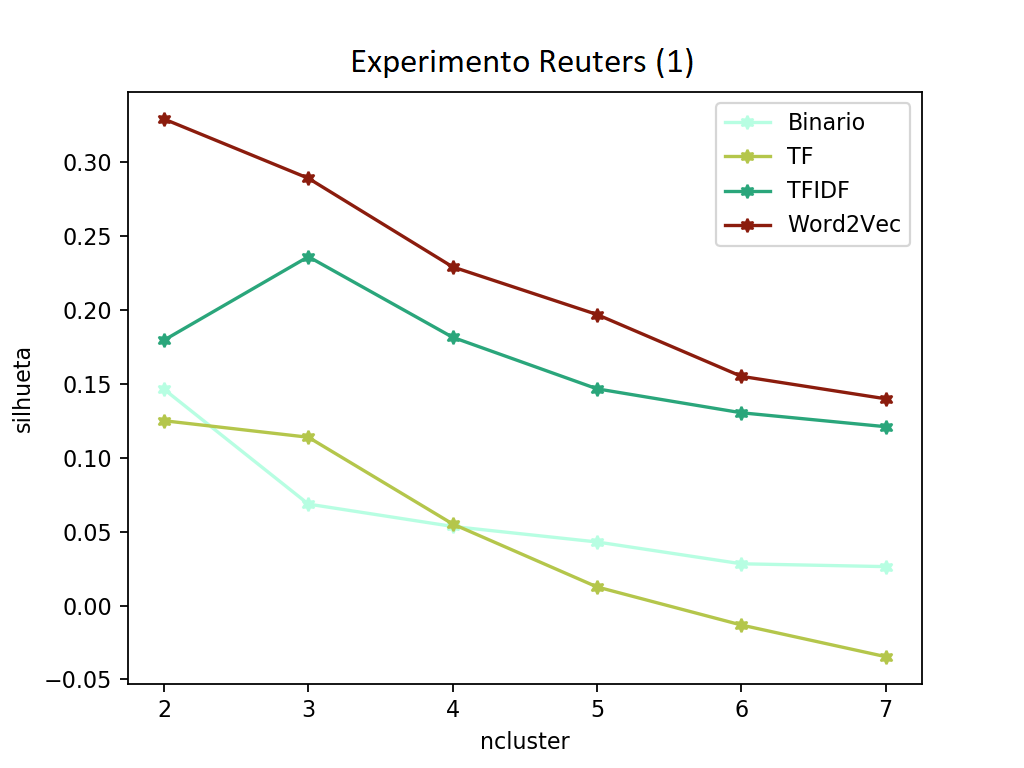 Experimento Reuters (1)
Binario
TF
TFIDF
Word2Vec
silhueta
0.30
0.25
0.20
0.15
0.10
0.05
0.00
−0.05
2 3 4 5 6 7
ncluster